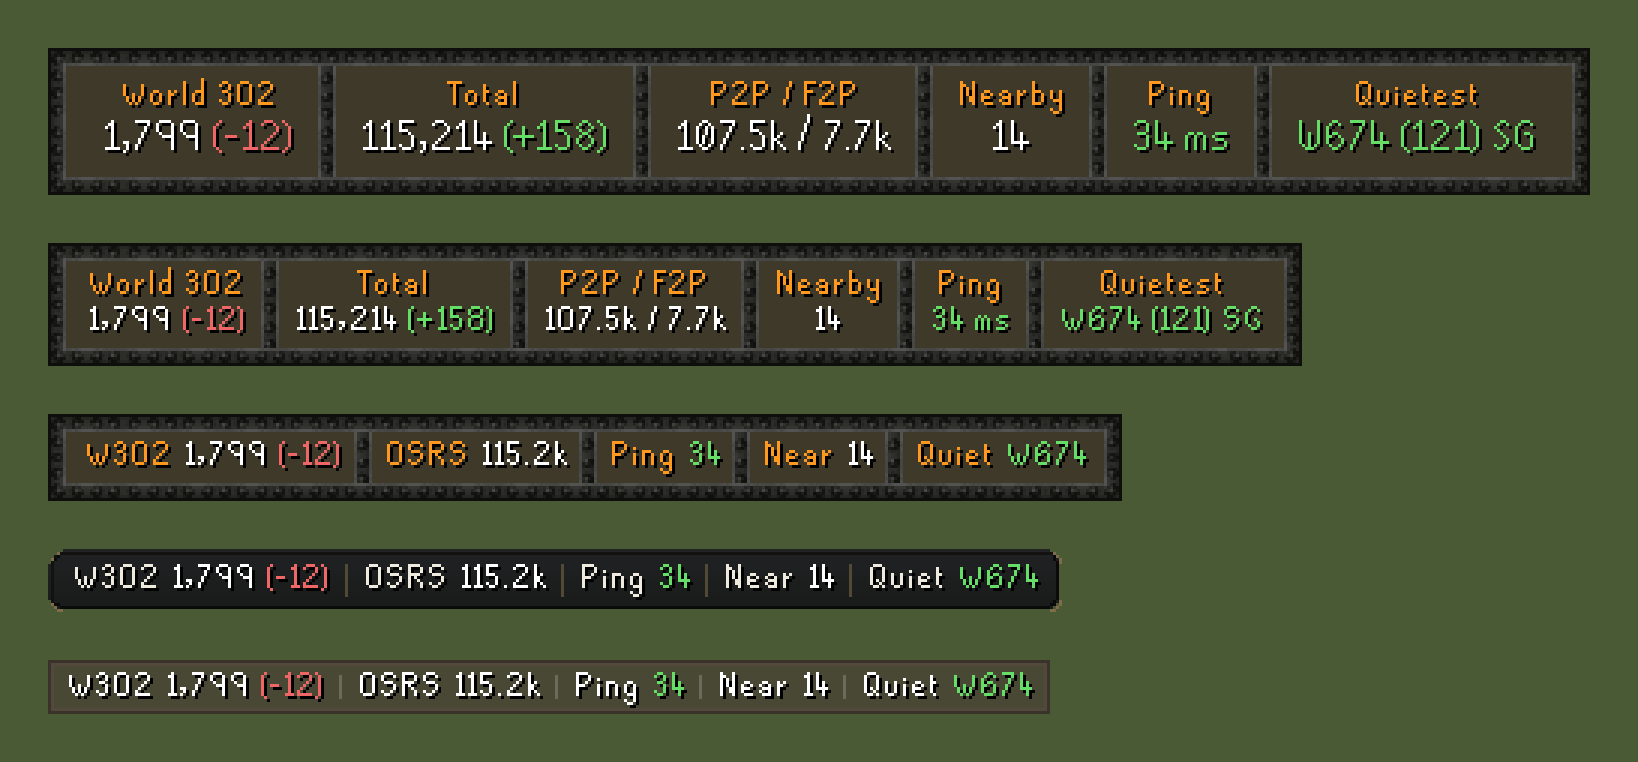 World 302 Total P2P / F2P Nearby Ping Quietest
1,799 (-12) 115,214 (+158) 107.5k / 7.7k 14 34 ms W674 (121) SG
World 302 Total P2P / F2P Nearby Ping Quietest
1,799 (-12) 115,214 (+158) 107.5k / 7.7k 14 34 ms W674 (121) SG
W302 1,799 (-12) OSRS 115.2k Ping 34 Near 14 Quiet W674
W302 1,799 (-12) | OSRS 115.2k | Ping 34 | Near 14 | Quiet W674
W302 1,799 (-12) | OSRS 115.2k | Ping 34 | Near 14 | Quiet W674